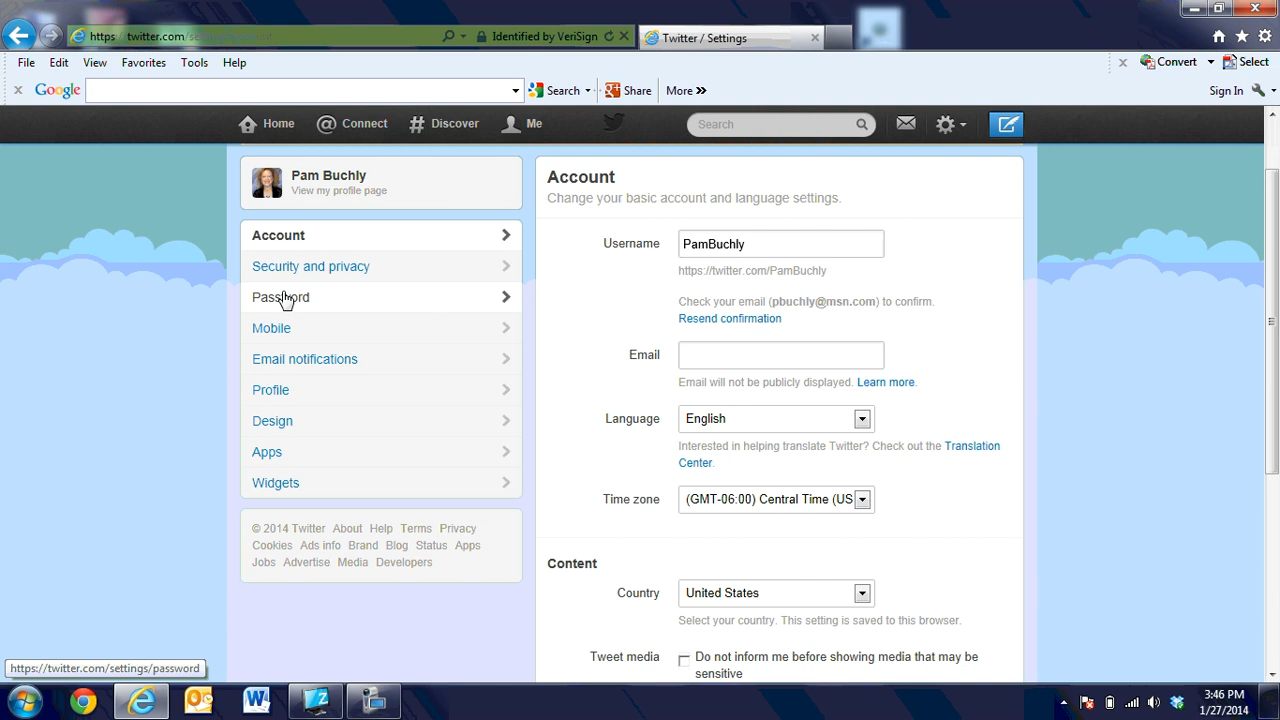 https://twitter.com/
Identified by VeriSign
Twitter / Settings
File Edit View Favorites Tools Help
Convert Select
Google Search Share More » Sign In
Home @ Connect # Discover Me Search
Pam Buchly
View my profile page
Account
Security and privacy
Password
Mobile
Email notifications
Profile
Design
Apps
Widgets
© 2014 Twitter About Help Terms Privacy
Cookies Ads info Brand Blog Status Apps
Jobs Advertise Media Developers
Account
Change your basic account and language settings.
Username PamBuchly
https://twitter.com/PamBuchly
Check your email (pbuchly@msn.com) to confirm.
Resend confirmation
Email
Email will not be publicly displayed. Learn more.
Language English
Interested in helping translate Twitter? Check out the Translation
Center.
Time zone (GMT-06:00) Central Time (US
Content
Country United States
Select your country. This setting is saved to this browser.
Tweet media Do not inform me before showing media that may be
sensitive
https://twitter.com/settings/password
3:46 PM
1/27/2014